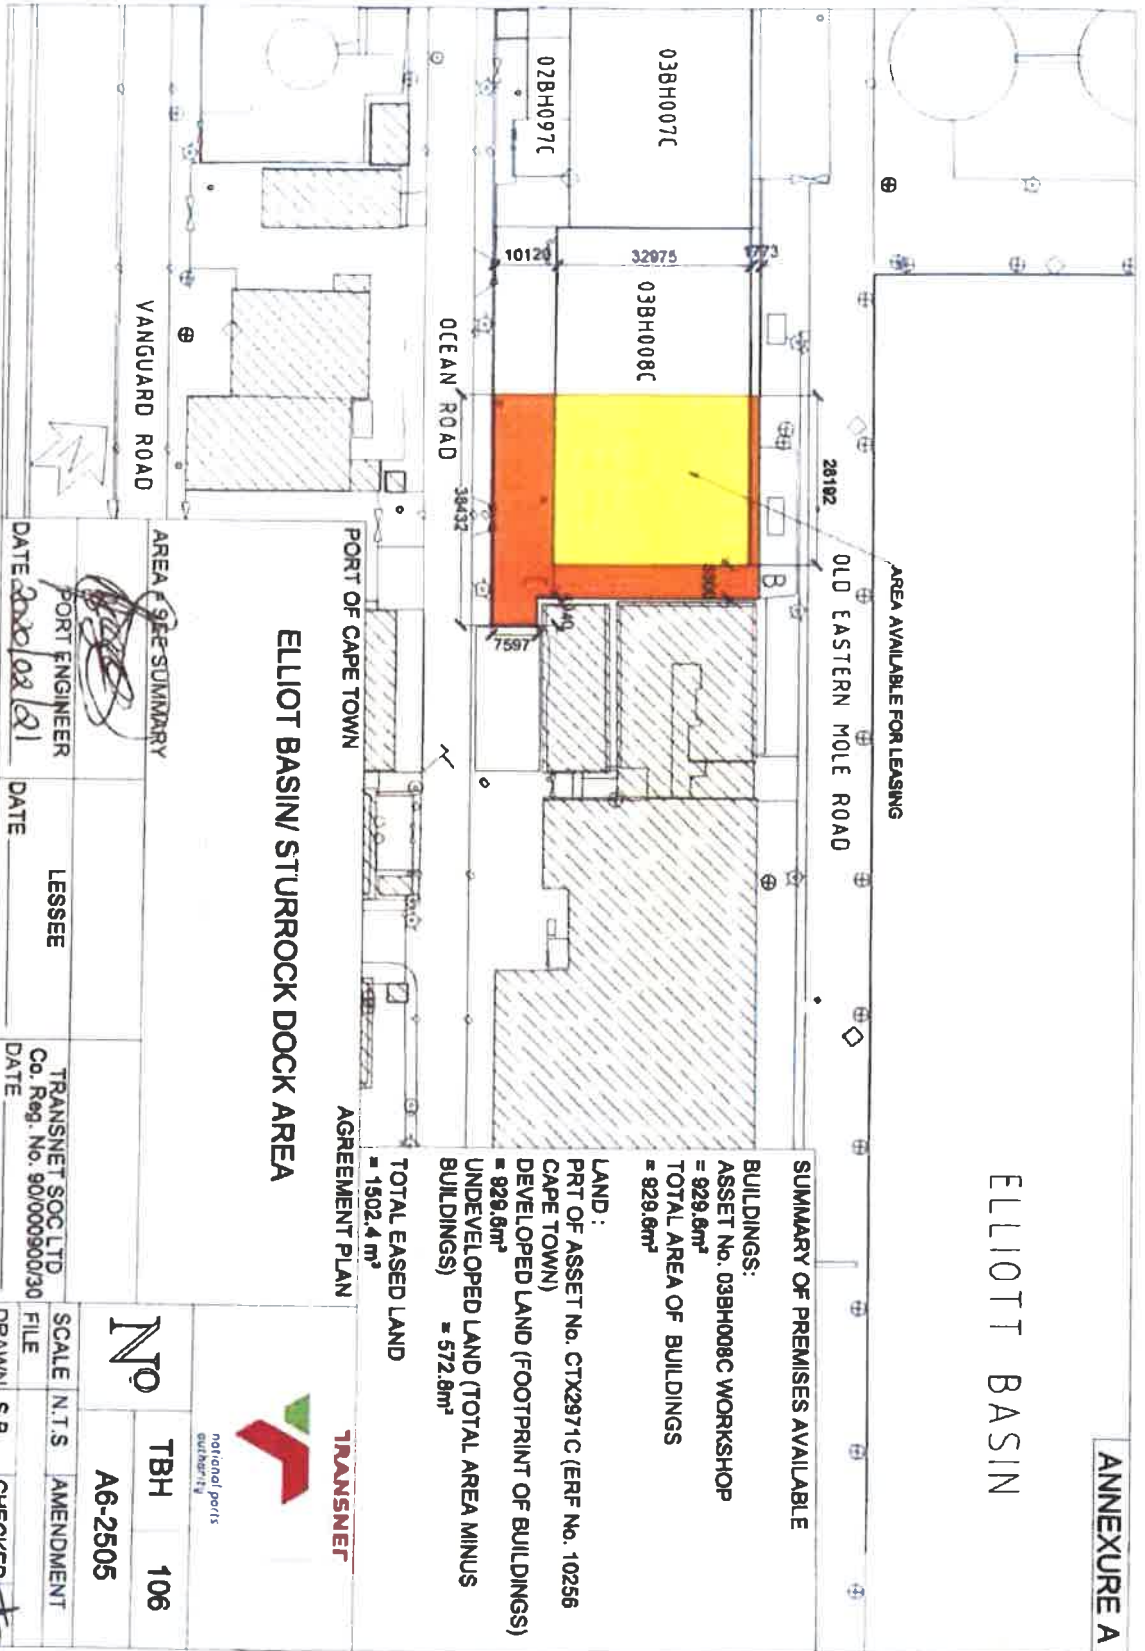 ANNEXURE A
ELLIOTT BASIN
AREA AVAILABLE FOR LEASING
OLD EASTERN MOLE ROAD
28192
B
03BH007C
02BH097C
03BH008C
1773
32975
10120
38432
7597
OCEAN ROAD
VANGUARD ROAD
SUMMARY OF PREMISES AVAILABLE
BUILDINGS:
ASSET No. 03BH008C WORKSHOP
= 929.6m²
TOTAL AREA OF BUILDINGS
= 929.6m²
LAND :
PRT OF ASSET No. CTX2971C (ERF No. 10256
CAPE TOWN)
DEVELOPED LAND (FOOTPRINT OF BUILDINGS)
= 929.6m²
UNDEVELOPED LAND (TOTAL AREA MINUS
BUILDINGS) = 572.8m²
TOTAL EASED LAND
= 1502.4 m²
PORT OF CAPE TOWN
AGREEMENT PLAN
ELLIOT BASIN/ STURROCK DOCK AREA
TRANSNET
national ports
authority
AREA = SEE SUMMARY
PORT ENGINEER
DATE 2020/02/21
LESSEE
DATE
TRANSNET SOC LTD
Co. Reg. No. 90/000900/30
DATE
No
TBH 106
A6-2505
SCALE N.T.S AMENDMENT
FILE
DRAWN S.P. CHECKED